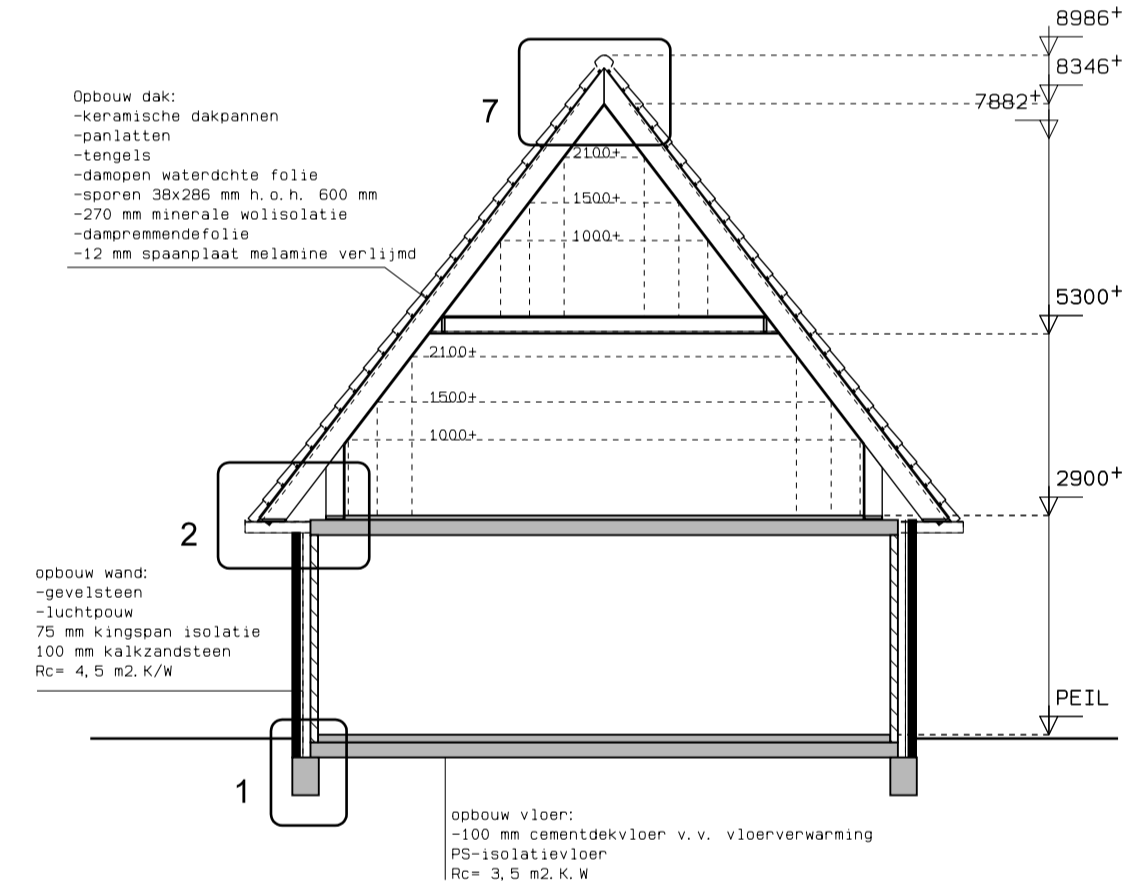 8986+
8346+
7882+
7
Opbouw dak:
-keramische dakpannen
-panlatten
-tengels
-damopen waterdchte folie
-sporen 38x286 mm h.o.h. 600 mm
-270 mm minerale wolisolatie
-dampremmendefolie
-12 mm spaanplaat melamine verlijmd
2100+
1500+
1000+
5300+
2100+
1500+
1000+
2900+
2
opbouw wand:
-gevelsteen
-luchtpouw
75 mm kingspan isolatie
100 mm kalkzandsteen
Rc= 4,5 m2.K/W
PEIL
1
opbouw vloer:
-100 mm cementdekvloer v.v. vloerverwarming
PS-isolatievloer
Rc= 3,5 m2.K.W